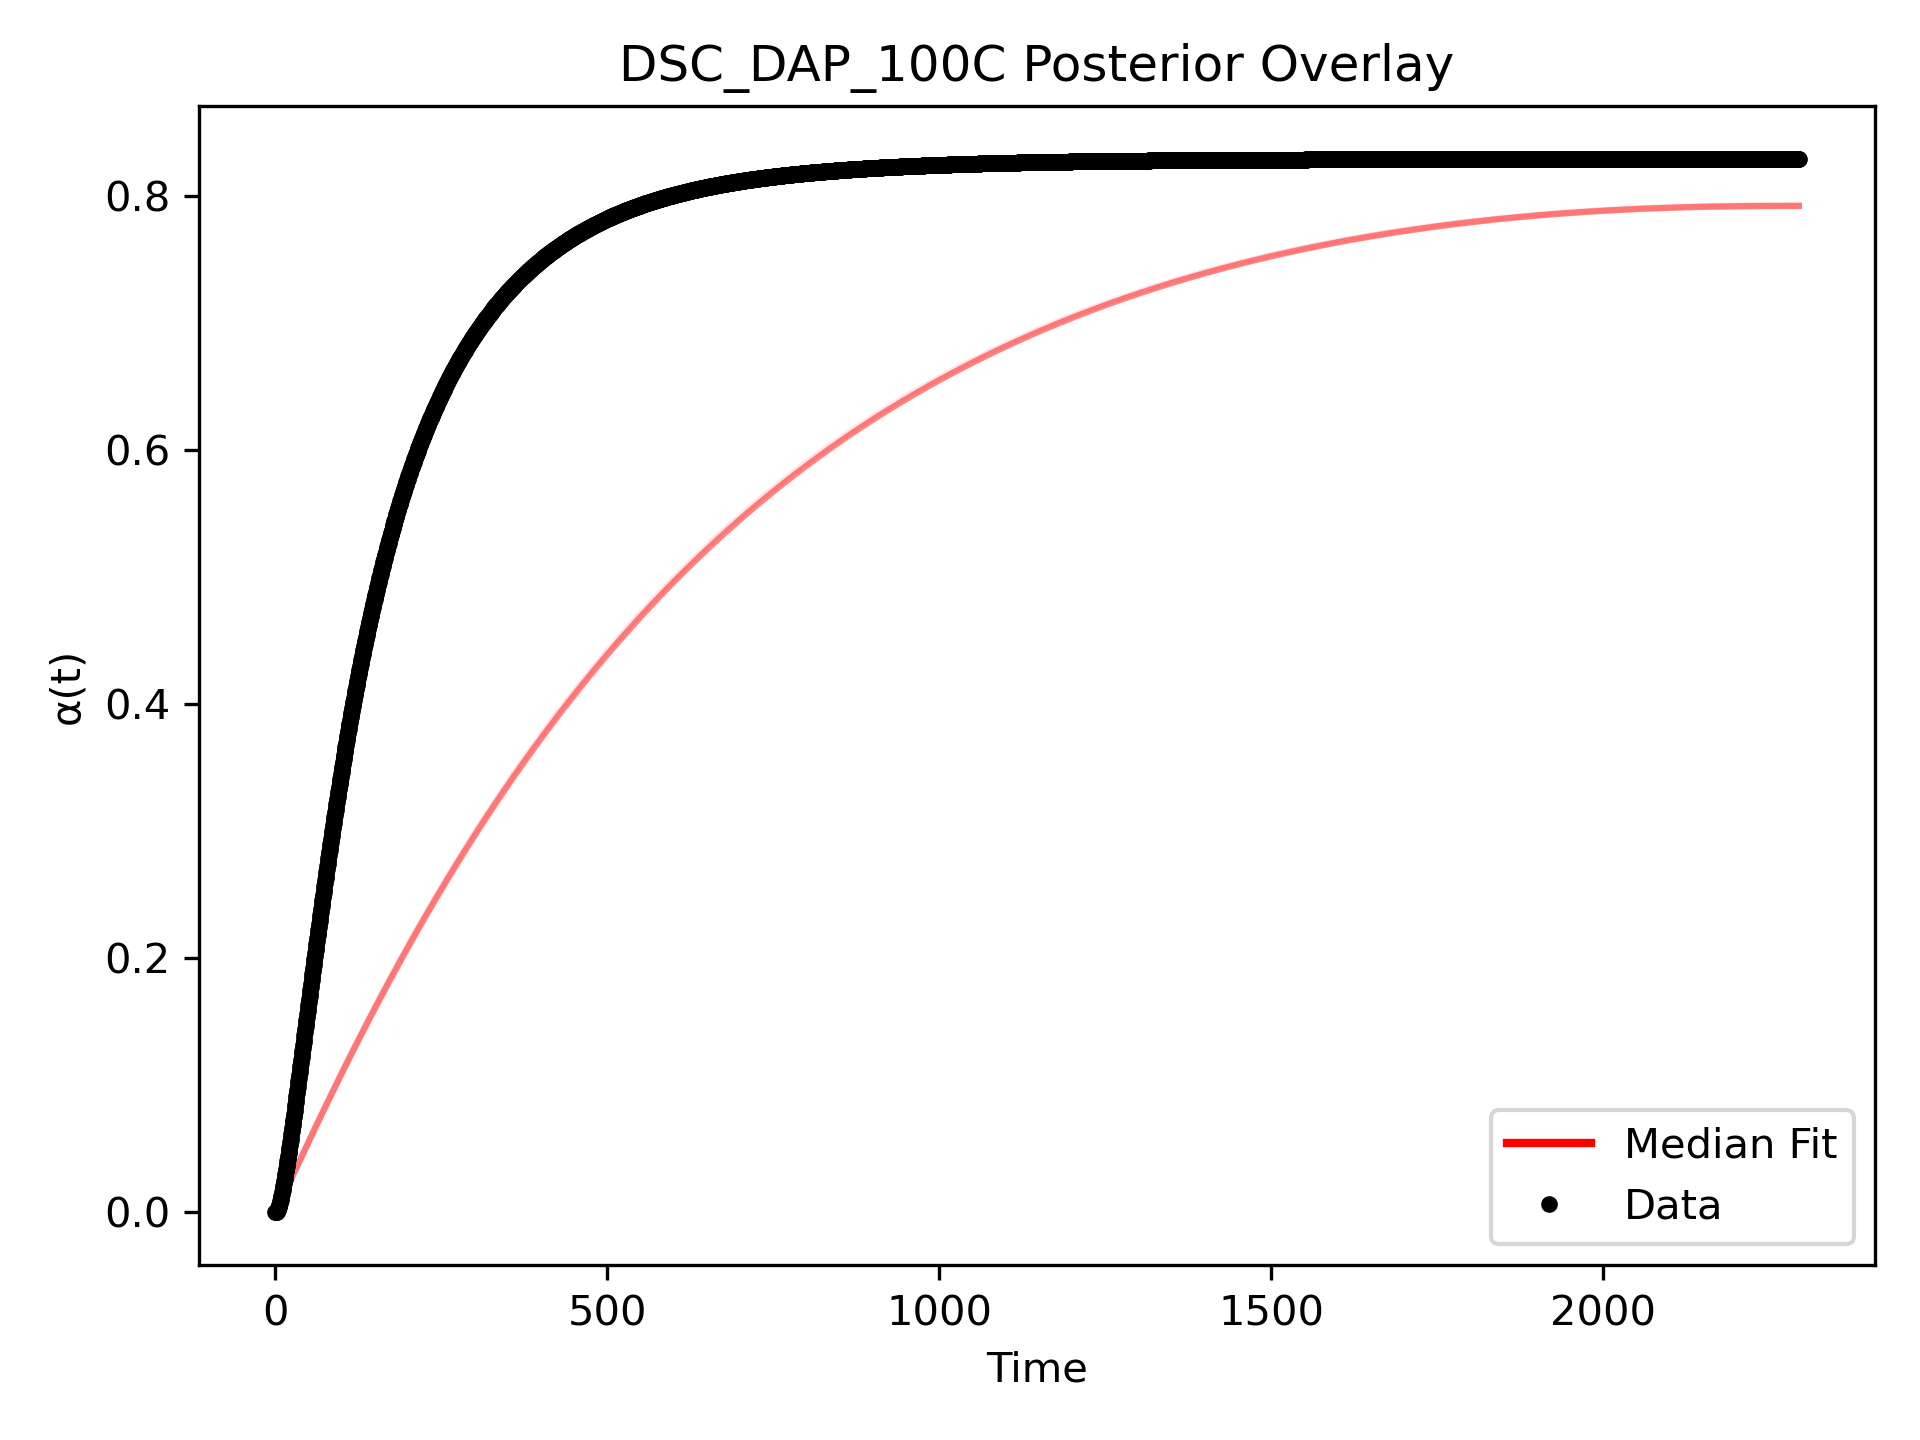 DSC_DAP_100C Posterior Overlay
α(t)
0.8
0.6
0.4
0.2
0.0
0 500 1000 1500 2000
Time
Median Fit
Data